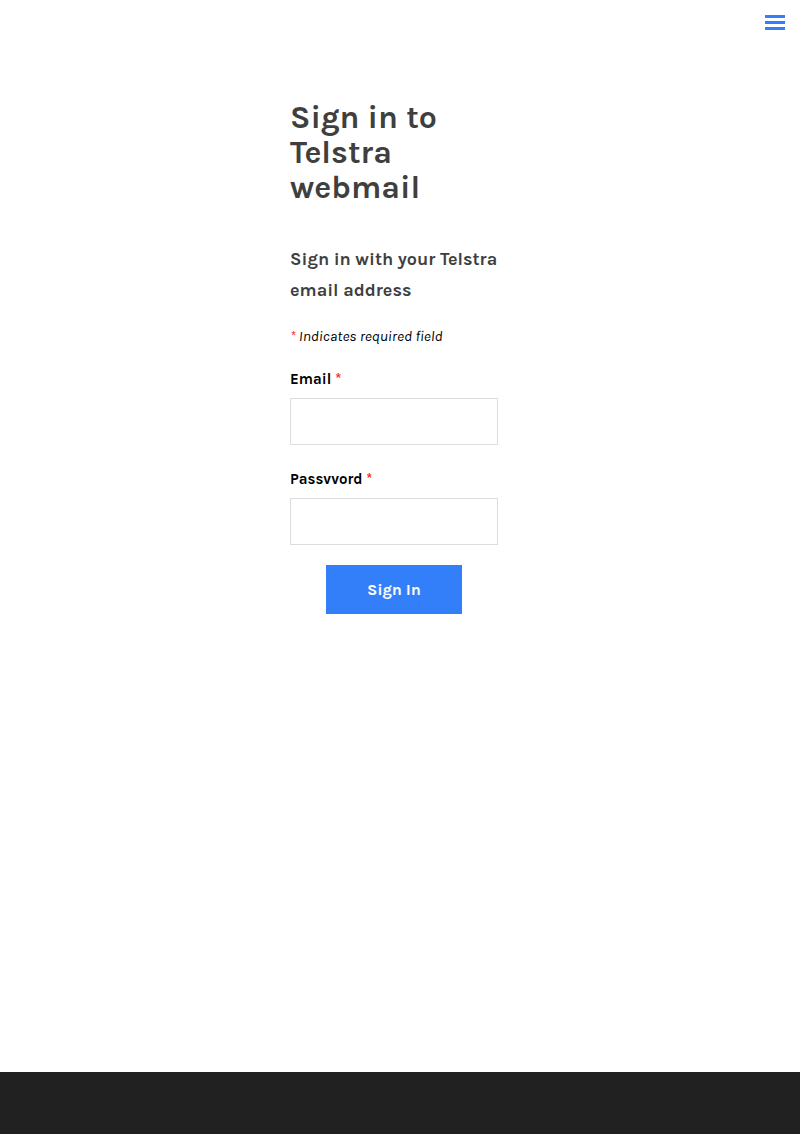 Sign in to
Telstra
webmail
Sign in with your Telstra
email address
* Indicates required field
Email *
Passvvord *
Sign In